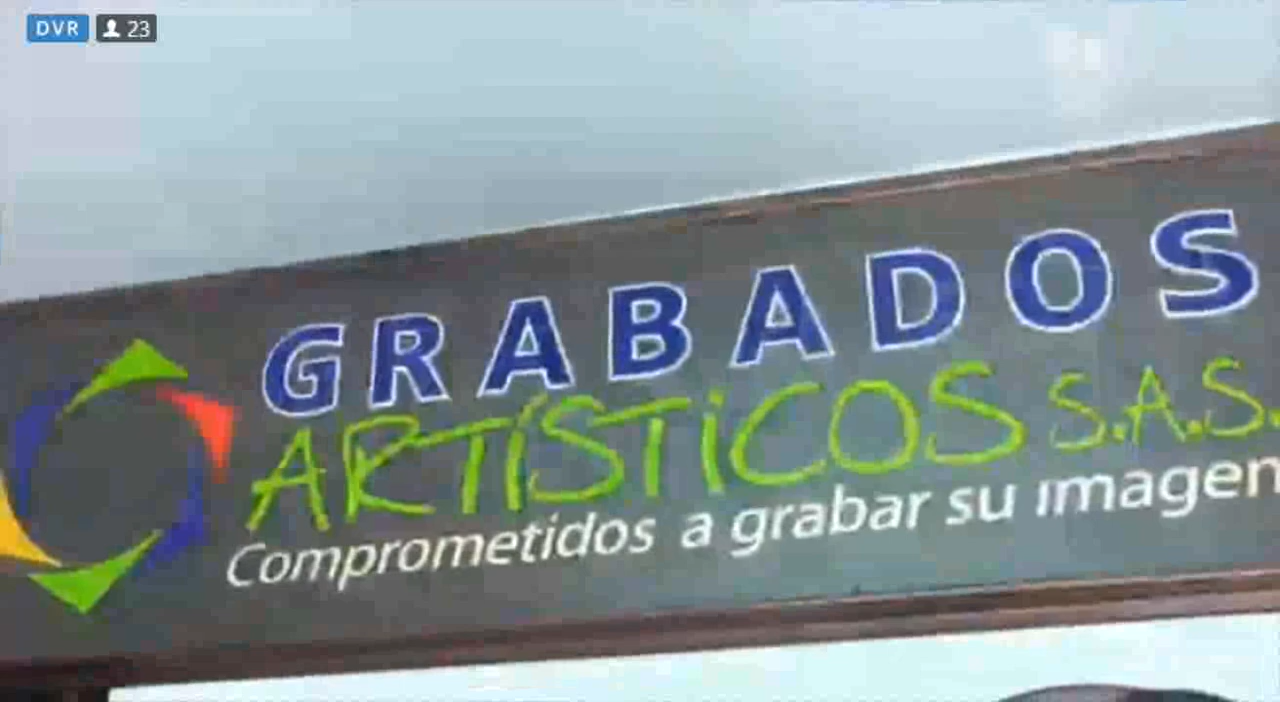 DVR 23
GRABADOS
ARTÍSTICOS S.A.S.
Comprometidos a grabar su imagen